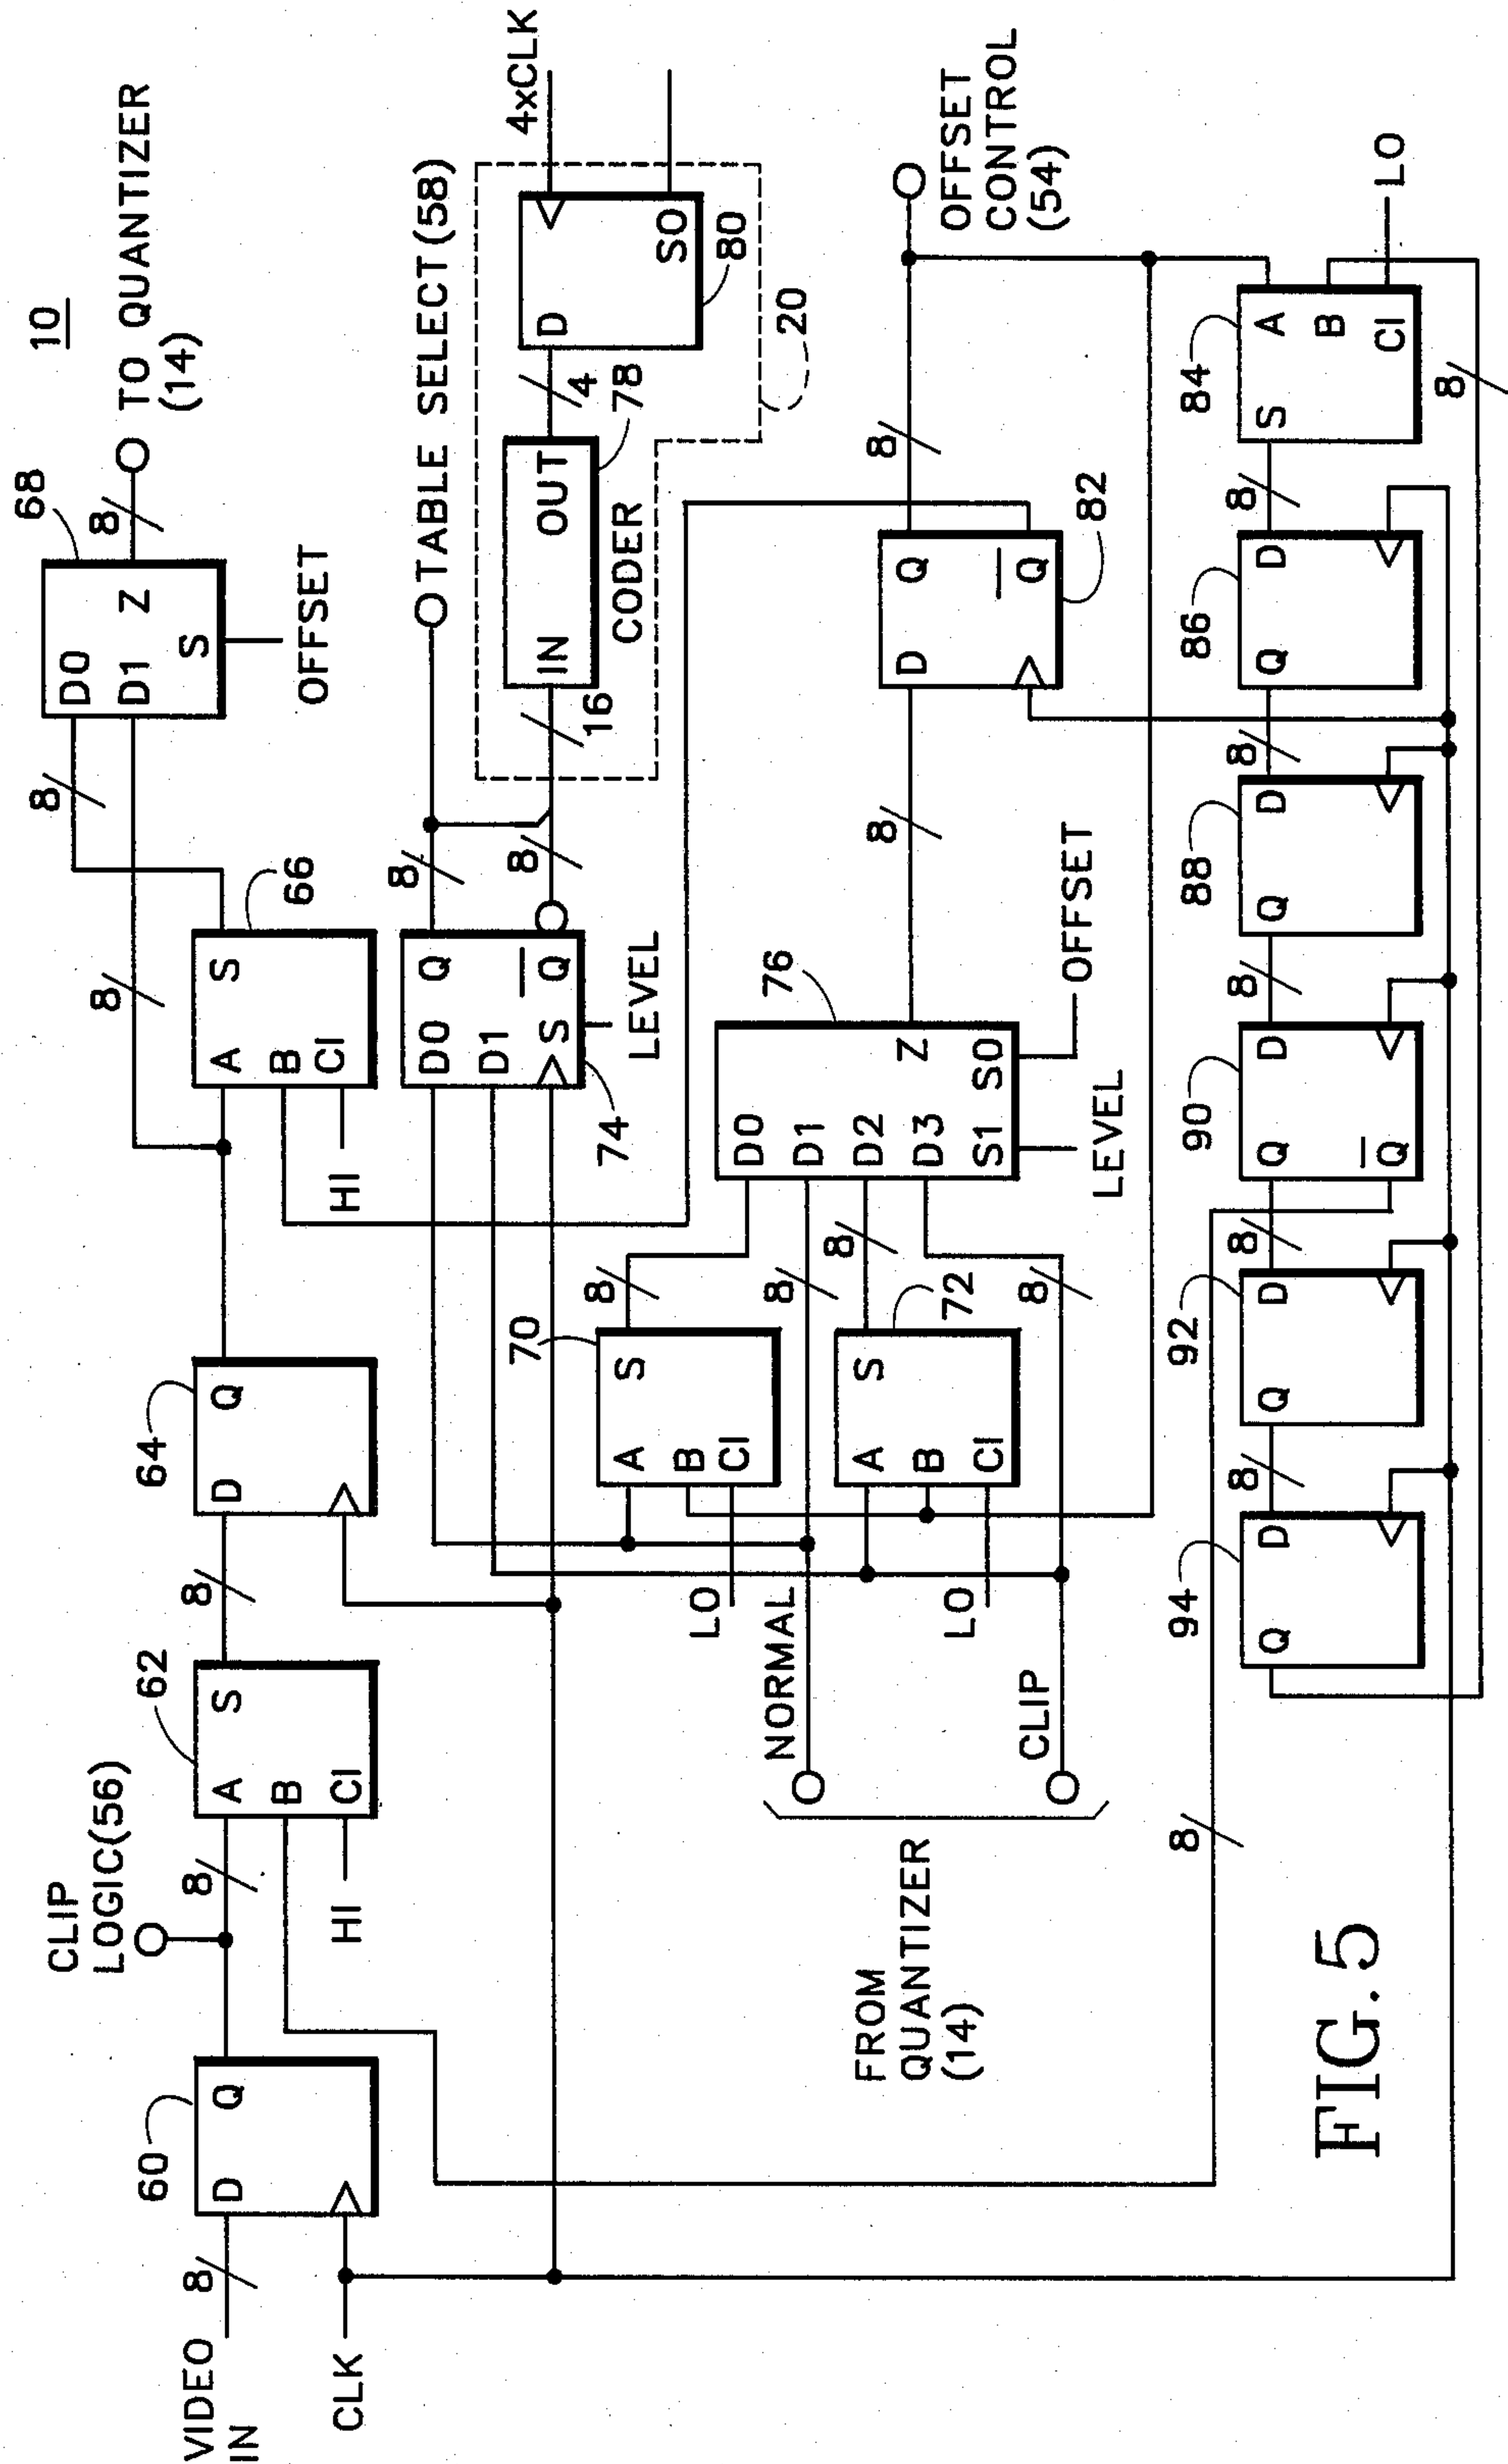 10
VIDEO
IN
8
CLK
60
D
Q
CLIP
LOGIC(56)
8
HI
62
A
B
CI
S
8
64
D
Q
8
HI
A
B
CI
S
66
8
68
D0
D1
Z
S
OFFSET
8
TO QUANTIZER
(14)
D0
D1
Q
Q
S
74
LEVEL
8
8
TABLE SELECT(58)
16
IN
OUT
CODER
78
4
D
SO
80
20
4xCLK
FROM
QUANTIZER
(14)
NORMAL
CLIP
LO
LO
70
A
B
CI
S
8
8
A
B
CI
S
72
8
8
76
D0
D1
D2
D3
Z
S1
S0
LEVEL
OFFSET
8
D
Q
Q
82
8
OFFSET
CONTROL
(54)
8
94
Q
D
8
92
Q
D
8
90
Q
D
Q
8
88
Q
D
8
86
Q
D
8
84
S
A
B
CI
LO
8
FIG. 5